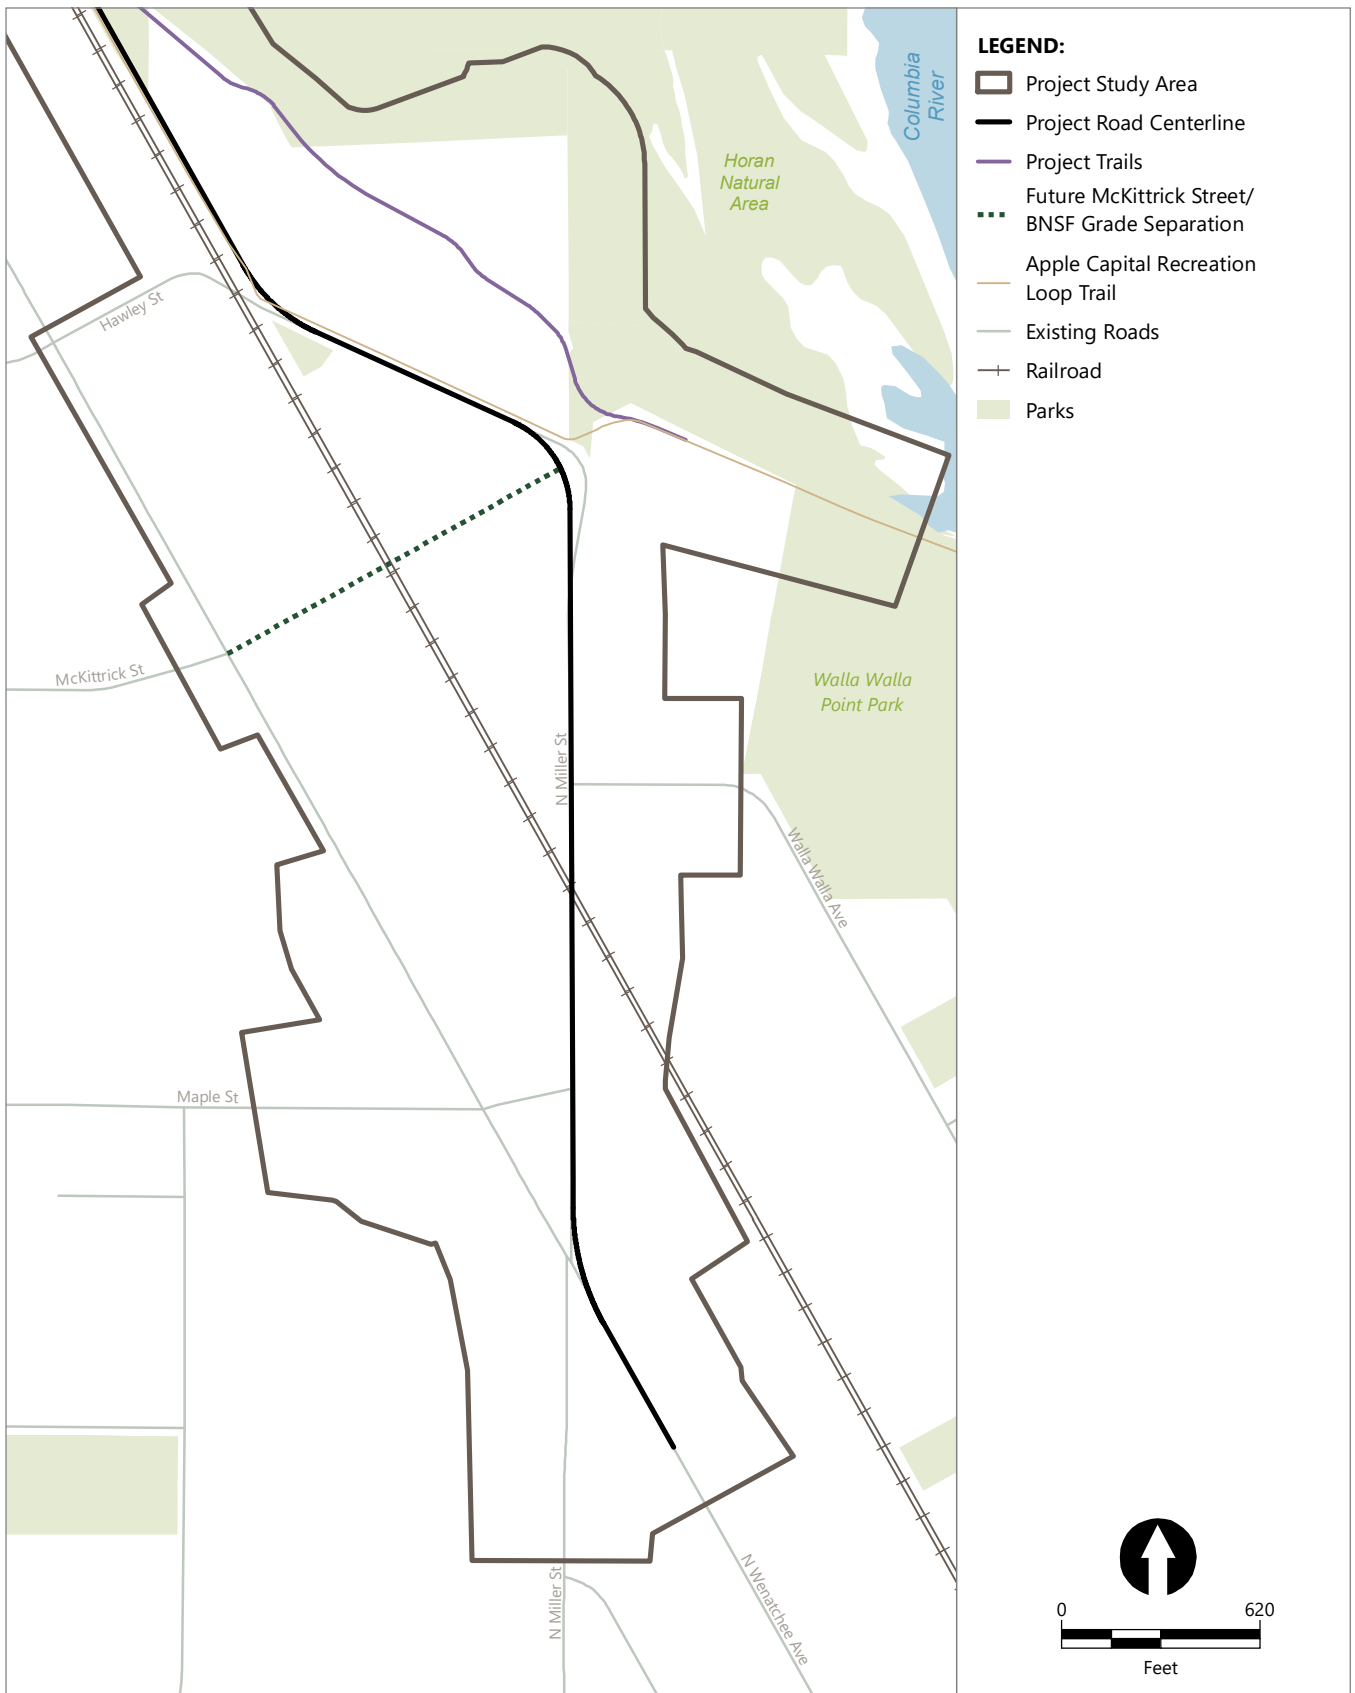 Columbia
River
Horan
Natural
Area
Hawley St
McKittrick St
Walla Walla
Point Park
N Miller St
Walla Walla Ave
Maple St
N Miller St
N Wenatchee Ave
LEGEND:
Project Study Area
Project Road Centerline
Project Trails
Future McKittrick Street/
BNSF Grade Separation
Apple Capital Recreation
Loop Trail
Existing Roads
Railroad
Parks
0 620
Feet